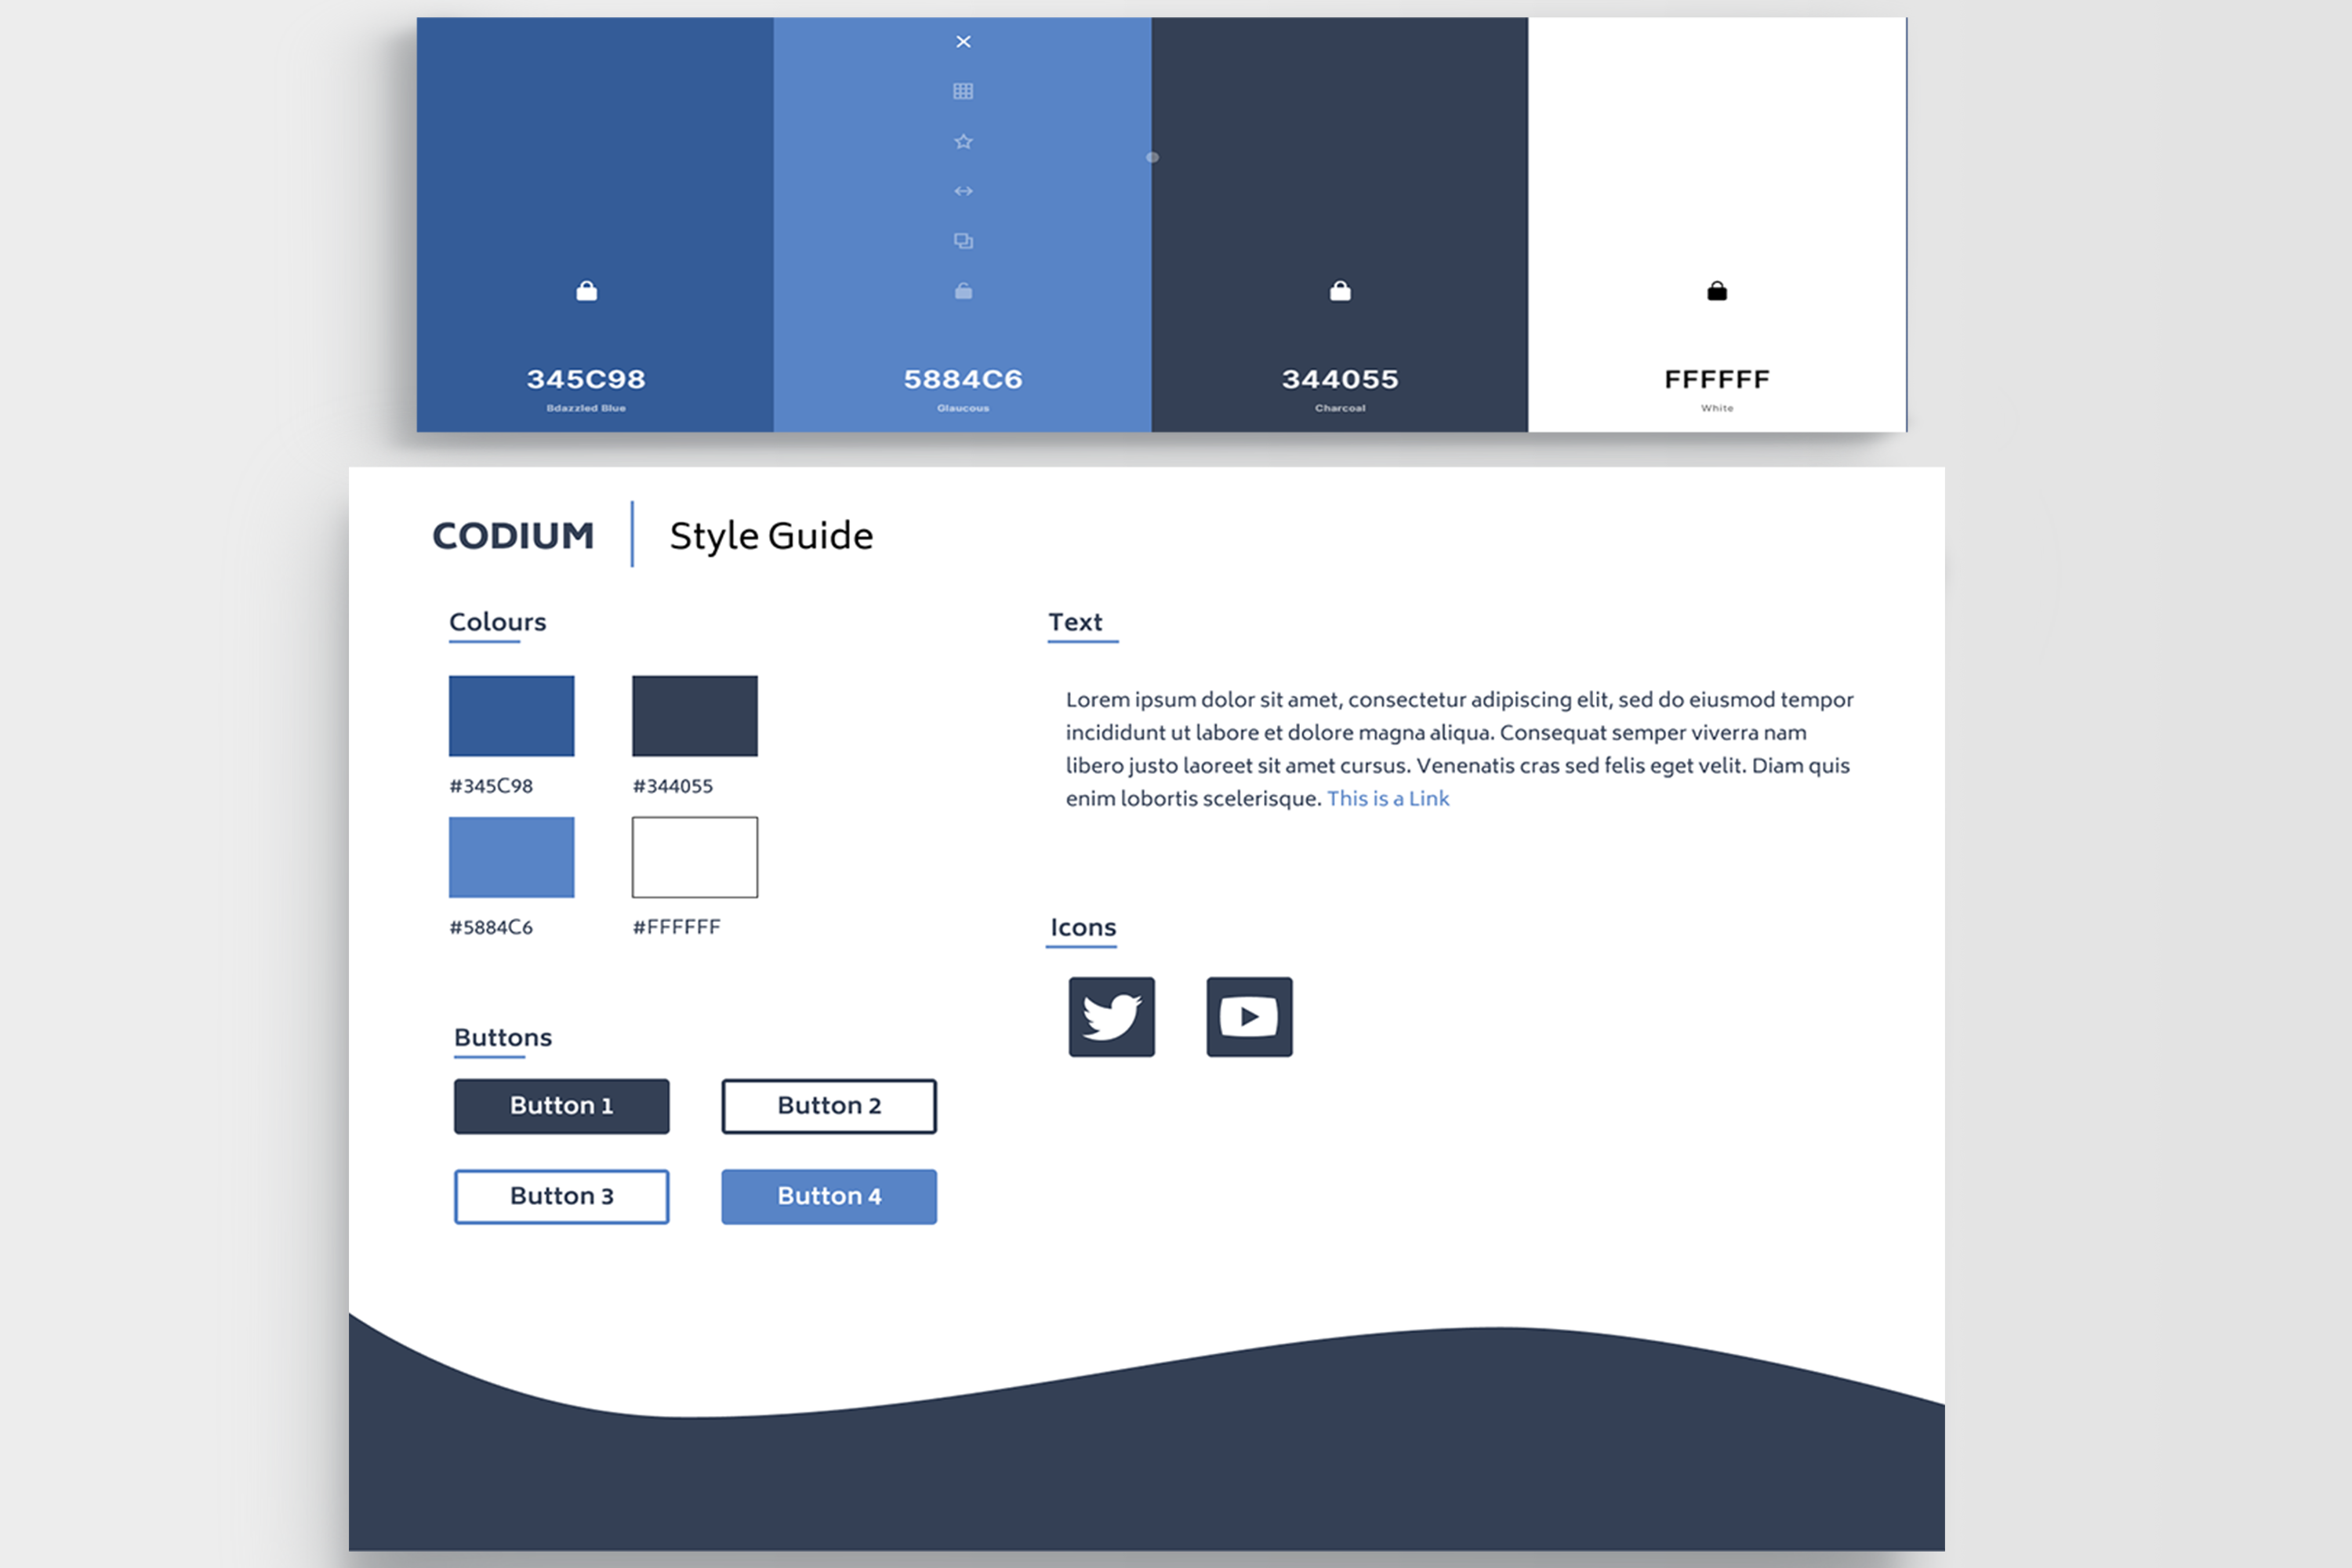 345C98
Bdazzled Blue
5884C6
Glaucous
344055
Charcoal
FFFFFF
White
CODIUM
Style Guide
Colours
#345C98
#344055
#5884C6
#FFFFFF
Buttons
Button 1
Button 2
Button 3
Button 4
Text
Lorem ipsum dolor sit amet, consectetur adipiscing elit, sed do eiusmod tempor
incididunt ut labore et dolore magna aliqua. Consequat semper viverra nam
libero justo laoreet sit amet cursus. Venenatis cras sed felis eget velit. Diam quis
enim lobortis scelerisque. This is a Link
Icons